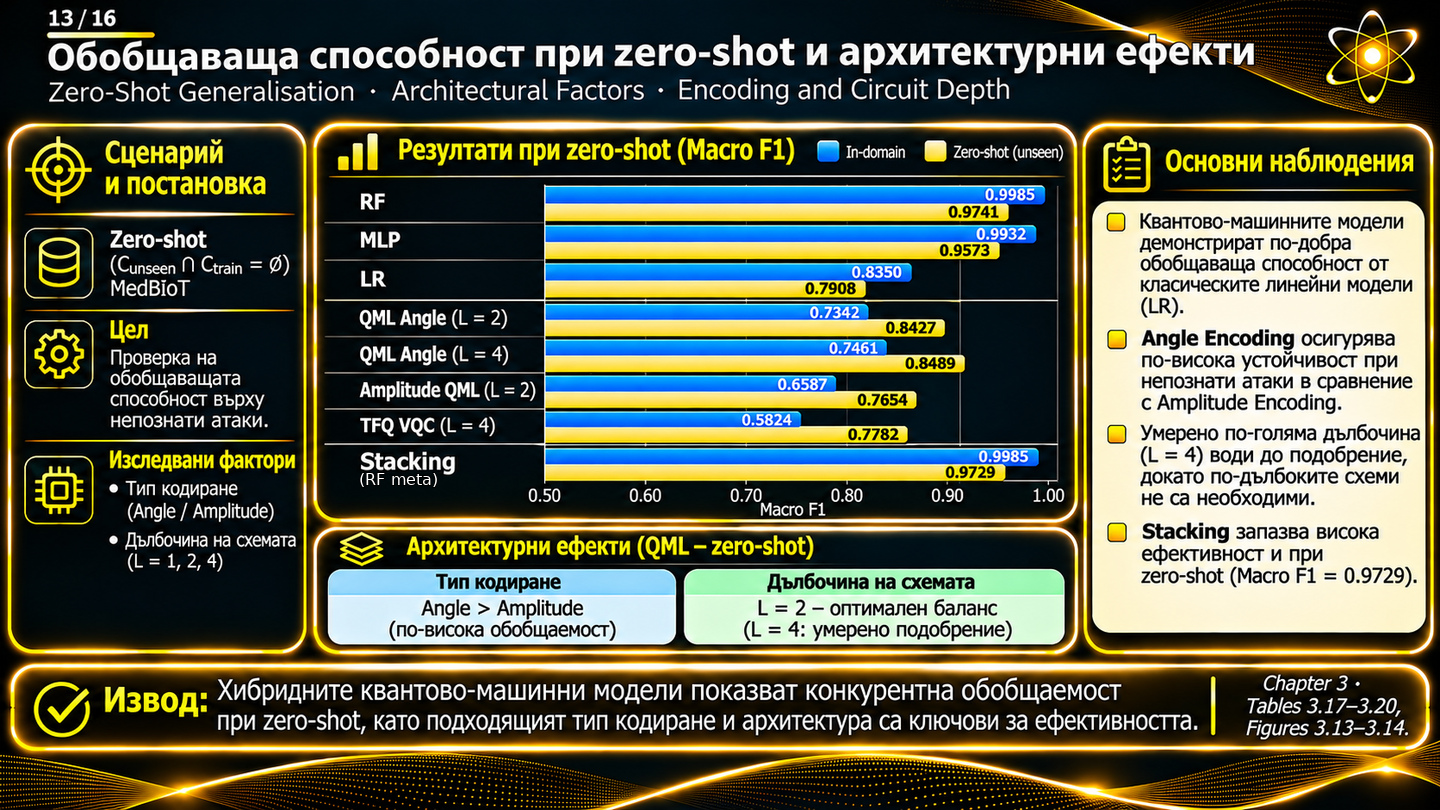 13 / 16
Обобщаваща способност при zero-shot и архитектурни ефекти
Zero-Shot Generalisation · Architectural Factors · Encoding and Circuit Depth
Сценарий
и постановка
Zero-shot
(Cunseen ∩ Ctrain = Ø)
MedBIoT
Цел
Проверка на
обобщаващата
способност върху
непознати атаки.
Изследвани фактори
• Тип кодиране
(Angle / Amplitude)
• Дълбочина на схемата
(L = 1, 2, 4)
Резултати при zero-shot (Macro F1)
In-domain
Zero-shot (unseen)
RF
0.9985
0.9741
MLP
0.9932
0.9573
LR
0.8350
0.7908
QML Angle (L = 2)
0.7342
0.8427
QML Angle (L = 4)
0.7461
0.8489
Amplitude QML (L = 2)
0.6587
0.7654
TFQ VQC (L = 4)
0.5824
0.7782
Stacking
(RF meta)
0.9985
0.9729
0.50 0.60 0.70 0.80 0.90 1.00
Macro F1
Архитектурни ефекти (QML – zero-shot)
Тип кодиране
Angle > Amplitude
(по-висока обобщаемост)
Дълбочина на схемата
L = 2 – оптимален баланс
(L = 4: умерено подобрение)
Основни наблюдения
Квантово-машинните модели
демонстрират по-добра
обобщаваща способност от
класическите линейни модели
(LR).
Angle Encoding осигурява
по-висока устойчивост при
непознати атаки в сравнение
с Amplitude Encoding.
Умерено по-голяма дълбочина
(L = 4) води до подобрение,
докато по-дълбоките схеми
не са необходими.
Stacking запазва висока
ефективност и при
zero-shot (Macro F1 = 0.9729).
Извод:
Хибридните квантово-машинни модели показват конкурентна обобщаемост
при zero-shot, като подходящият тип кодиране и архитектура са ключови за ефективността.
Chapter 3 ·
Tables 3.17–3.20,
Figures 3.13–3.14.